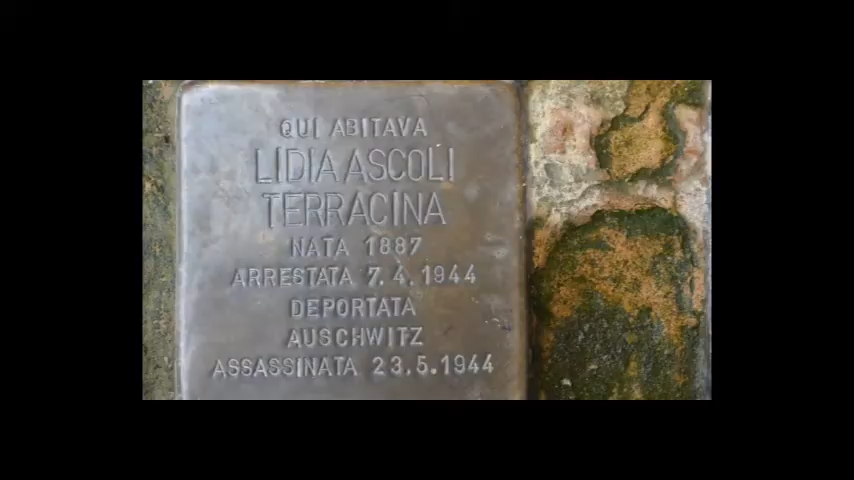 QUI ABITAVA
LIDIA ASCOLI
TERRACINA
NATA 1887
ARRESTATA 7.4.1944
DEPORTATA
AUSCHWITZ
ASSASSINATA 23.5.1944